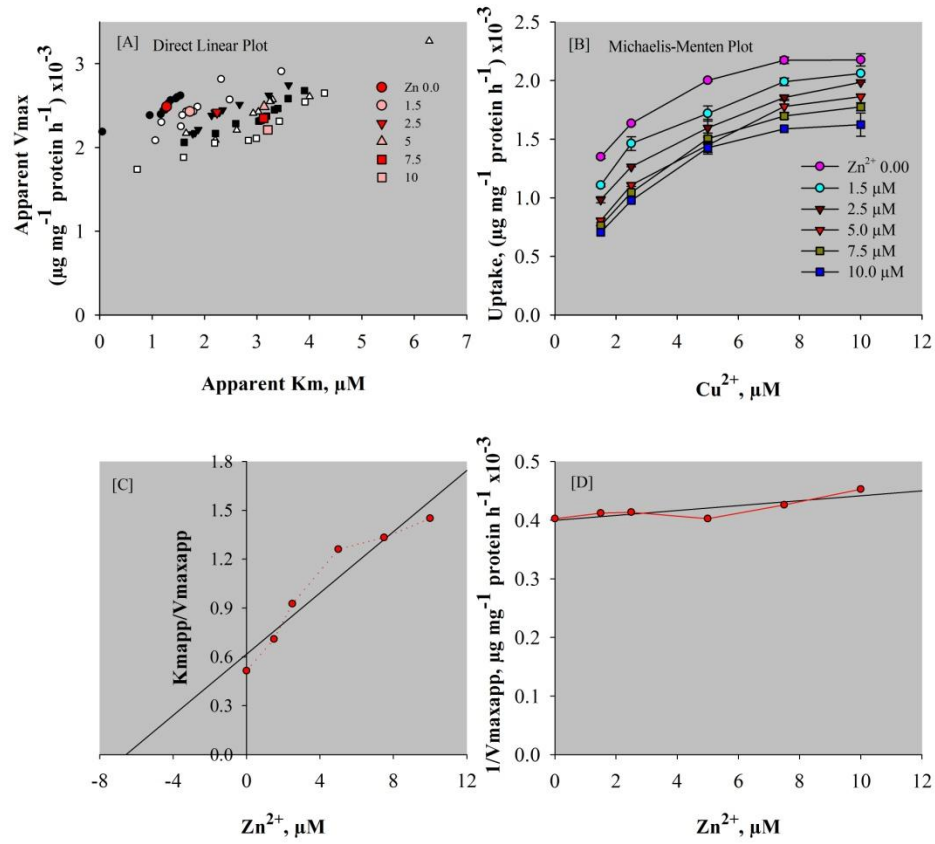 [A] Direct Linear Plot
Apparent Vmax
(µg mg⁻¹ protein h⁻¹) x10⁻³
3
2
1
0
0 1 2 3 4 5 6 7
Apparent Km, µM
Zn 0.0
1.5
2.5
5
7.5
10
[B] Michaelis-Menten Plot
Uptake, (µg mg⁻¹ protein h⁻¹) x10⁻³
2.5
2.0
1.5
1.0
0.5
0.0
0 2 4 6 8 10 12
Cu²⁺, µM
Zn²⁺ 0.00
1.5 µM
2.5 µM
5.0 µM
7.5 µM
10.0 µM
[C]
Kmapp/Vmaxapp
1.8
1.5
1.2
0.9
0.6
0.3
0.0
-8 -4 0 4 8 12
Zn²⁺, µM
[D]
1/Vmaxapp, µg mg⁻¹ protein h⁻¹ x10⁻³
0.5
0.4
0.3
0.2
0.1
0.0
0 2 4 6 8 10 12
Zn²⁺, µM